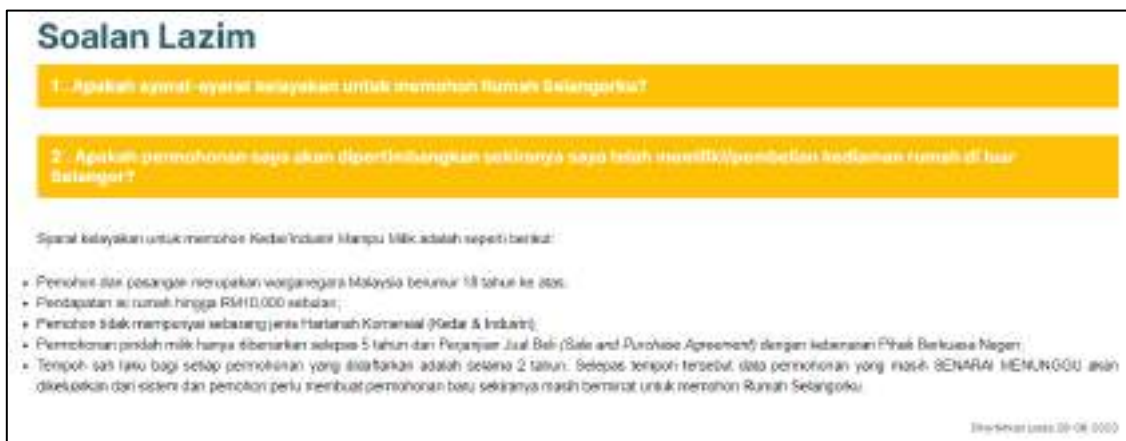 Soalan Lazim
1. Apakah syarat-syarat kelayakan untuk memohon Rumah Selangorku?
2. Apakah permohonan saya akan dipertimbangkan sekiranya saya telah memiliki/pembelian kediaman rumah di luar
Selangor?
Syarat kelayakan untuk memohon Kedai/Industri Mampu Milik adalah seperti berikut:
Pemohon dan pasangan merupakan warganegara Malaysia berumur 18 tahun ke atas;
Pendapatan isi rumah hingga RM10,000 sebulan;
Pemohon tidak mempunyai sebarang jenis Hartanah Komersial (Kedai & Industri);
Permohonan pindah milik hanya dibenarkan selepas 5 tahun dari Perjanjian Jual Beli (Sale and Purchase Agreement) dengan kebenaran Pihak Berkuasa Negeri;
Tempoh sah laku bagi setiap permohonan yang didaftarkan adalah selama 2 tahun. Selepas tempoh tersebut data permohonan yang masih SENARAI MENUNGGU akan
dikeluarkan dari sistem dan pemohon perlu membuat permohonan baru sekiranya masih berminat untuk memohon Rumah Selangorku.